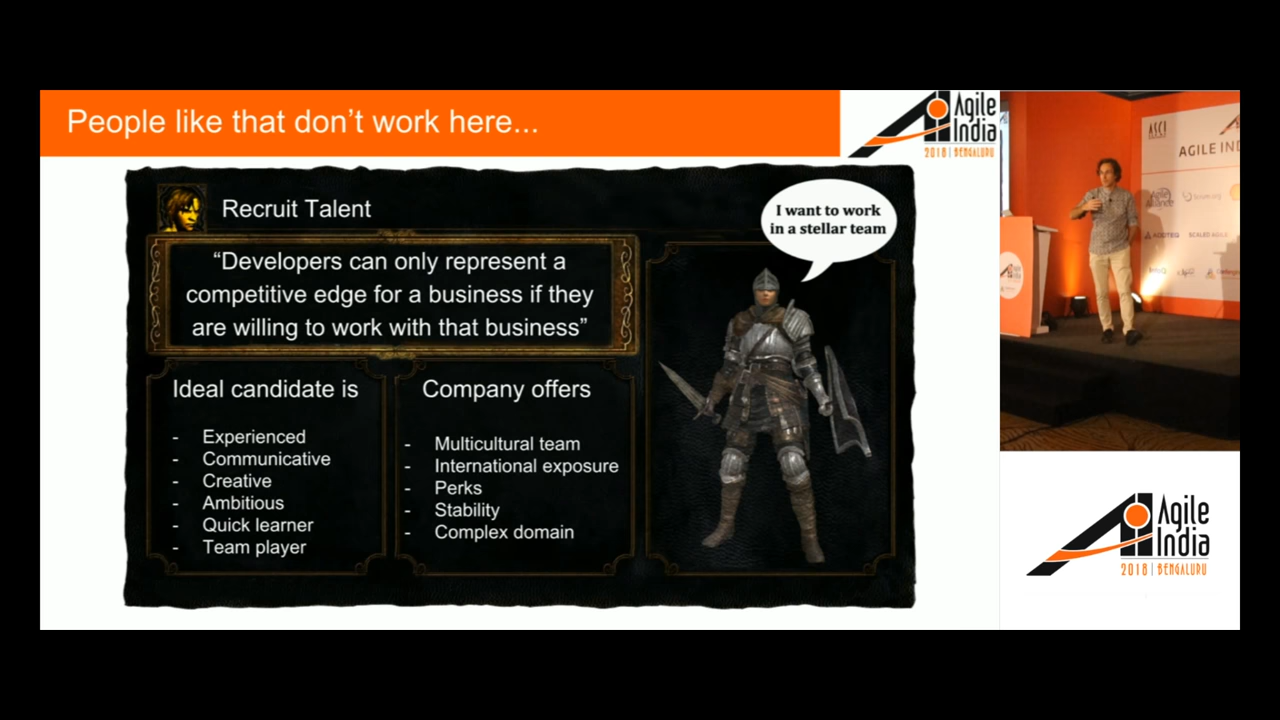 People like that don't work here...
Agile
India
2018 | BENGALURU
Recruit Talent
I want to work
in a stellar team
“Developers can only represent a
competitive edge for a business if they
are willing to work with that business”
Ideal candidate is
- Experienced
- Communicative
- Creative
- Ambitious
- Quick learner
- Team player
Company offers
- Multicultural team
- International exposure
- Perks
- Stability
- Complex domain
ASCI
AGILE IND
Agile
Alliance
SCALED AGILE
Agile
India
2018 | BENGALURU